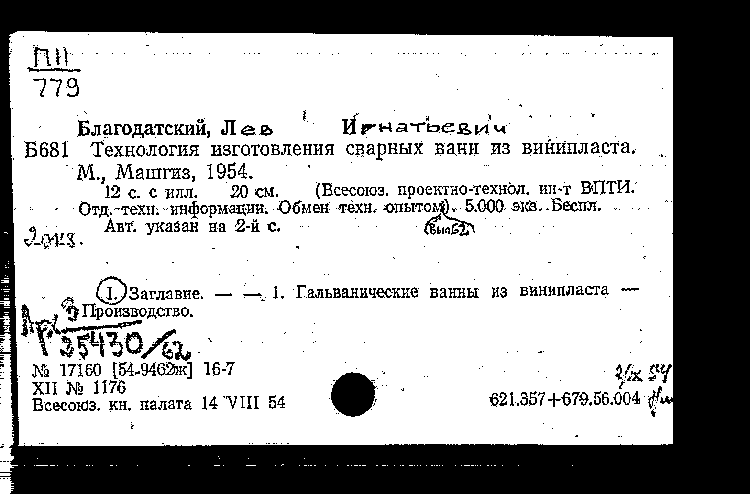 П11
779
Благодатский, Лев Игнатьевич
Б681 Технология изготовления сварных ванн из винипласта.
М., Машгиз, 1954.
12 с. с илл. 20 см. (Всесоюз. проектно-технол. ин-т ВПТИ.
Отд. техн. информации. Обмен техн. опытом). 5.000 экз. Беспл.
Авт. указан на 2-й с.
2 экз.
I. Заглавие. — — 1. Гальванические ванны из винипласта —
Производство.
35430/62
№ 17160 [54-9462ж] 16-7
XII № 1176
Всесоюз. кн. палата 14 VIII 54
621.357+679.56.004